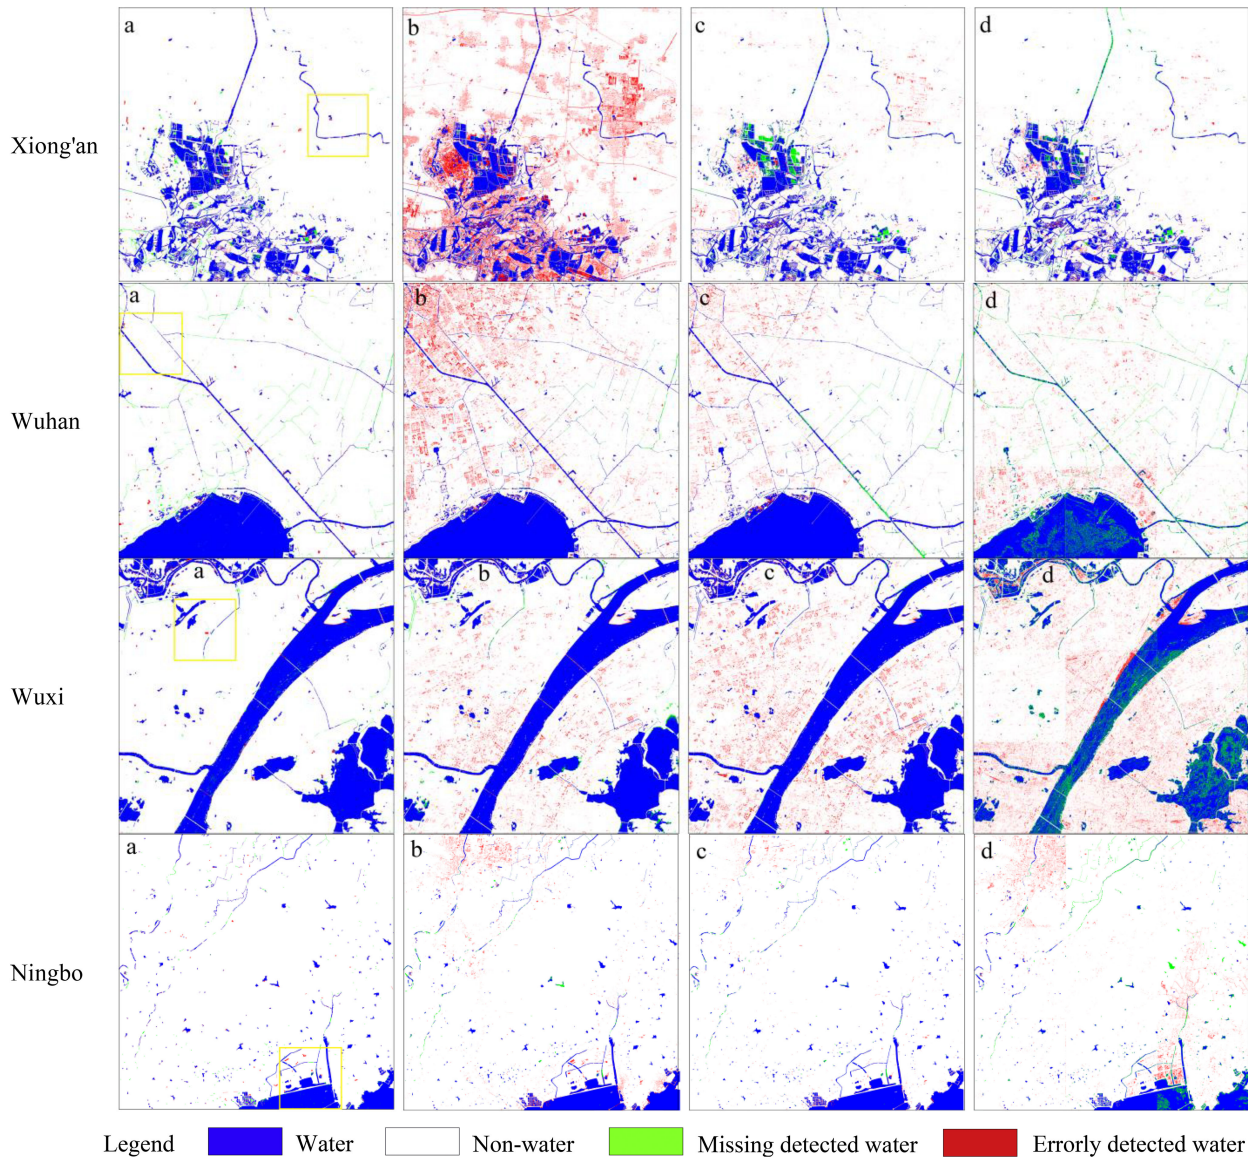 a b c d
Xiong'an
a b c d
Wuhan
a b c d
Wuxi
a b c d
Ningbo
Legend Water Non-water Missing detected water Errorly detected water